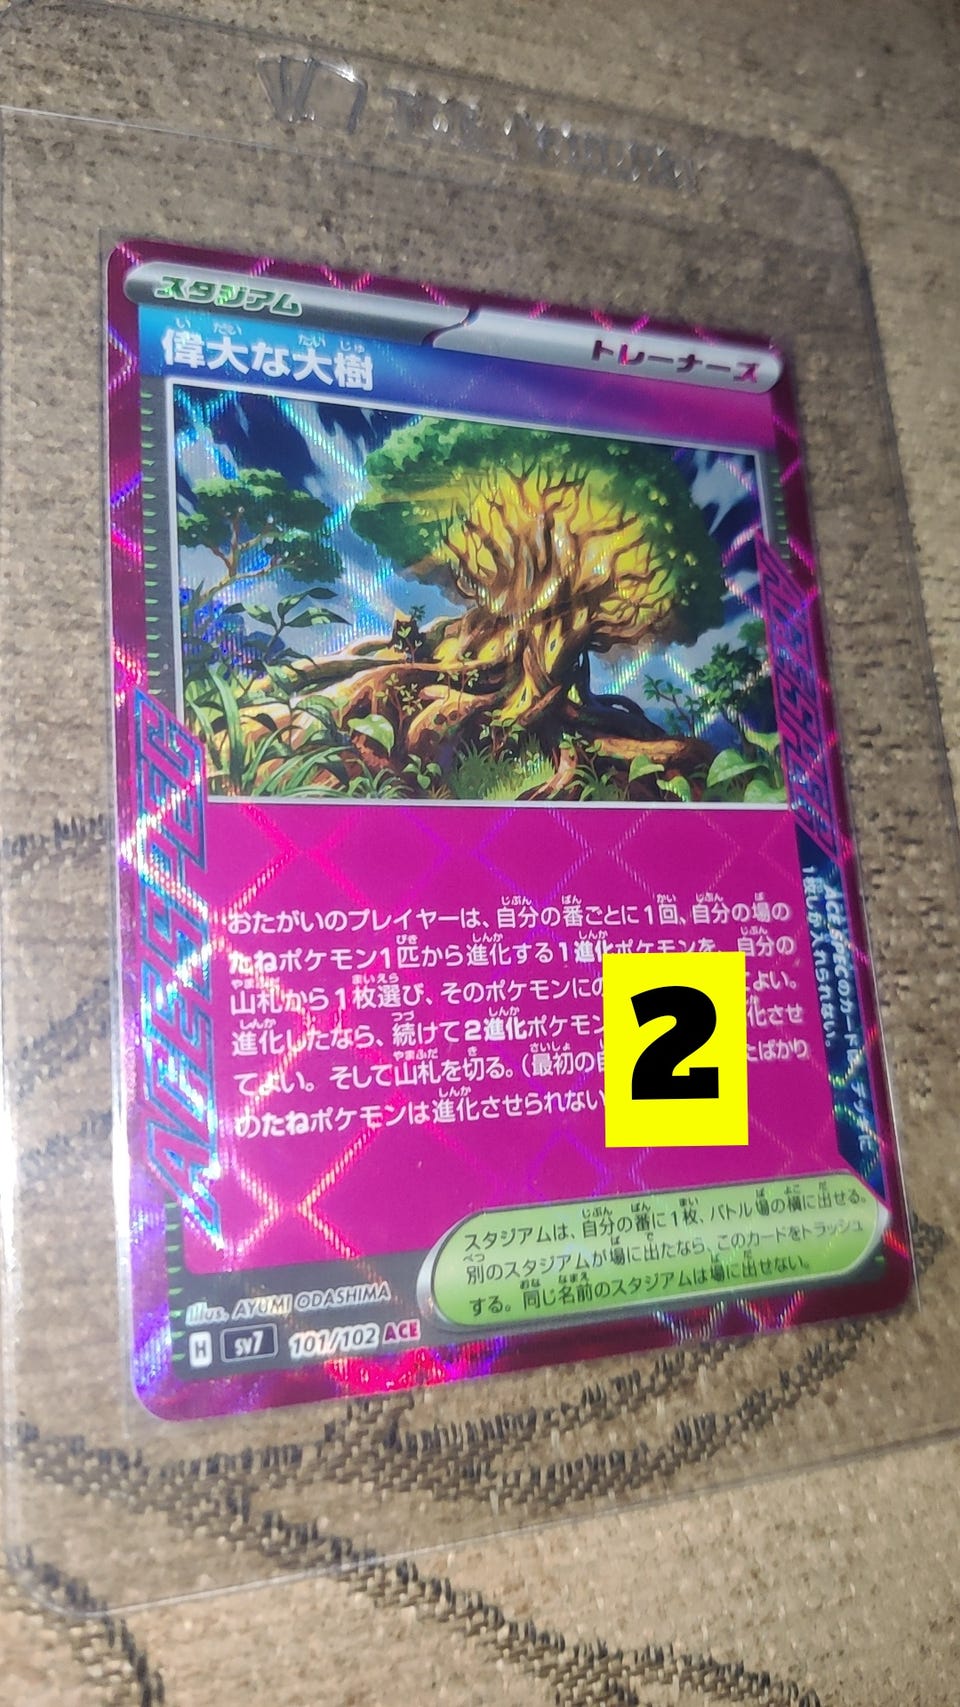 スタジアム
トレーナーズ
偉大な大樹
ACE SPEC
ACE SPEC
ACE SPECのカードは、デッキに
1枚しか入れられない。
おたがいのプレイヤーは、自分の番ごとに1回、自分の場の
たねポケモン1匹から進化する1進化ポケモンを、自分の
山札から1枚選び、そのポケモンにの てよい。
進化したなら、続けて2進化ポケモン 化させ
てよい。そして山札を切る。(最初の自 たばかり
のたねポケモンは進化させられない
2
スタジアムは、自分の番に1枚、バトル場の横に出せる。
別のスタジアムが場に出たなら、このカードをトラッシュ
する。同じ名前のスタジアムは場に出せない。
Illus. AYUMI ODASHIMA
H sv7 101/102 ACE